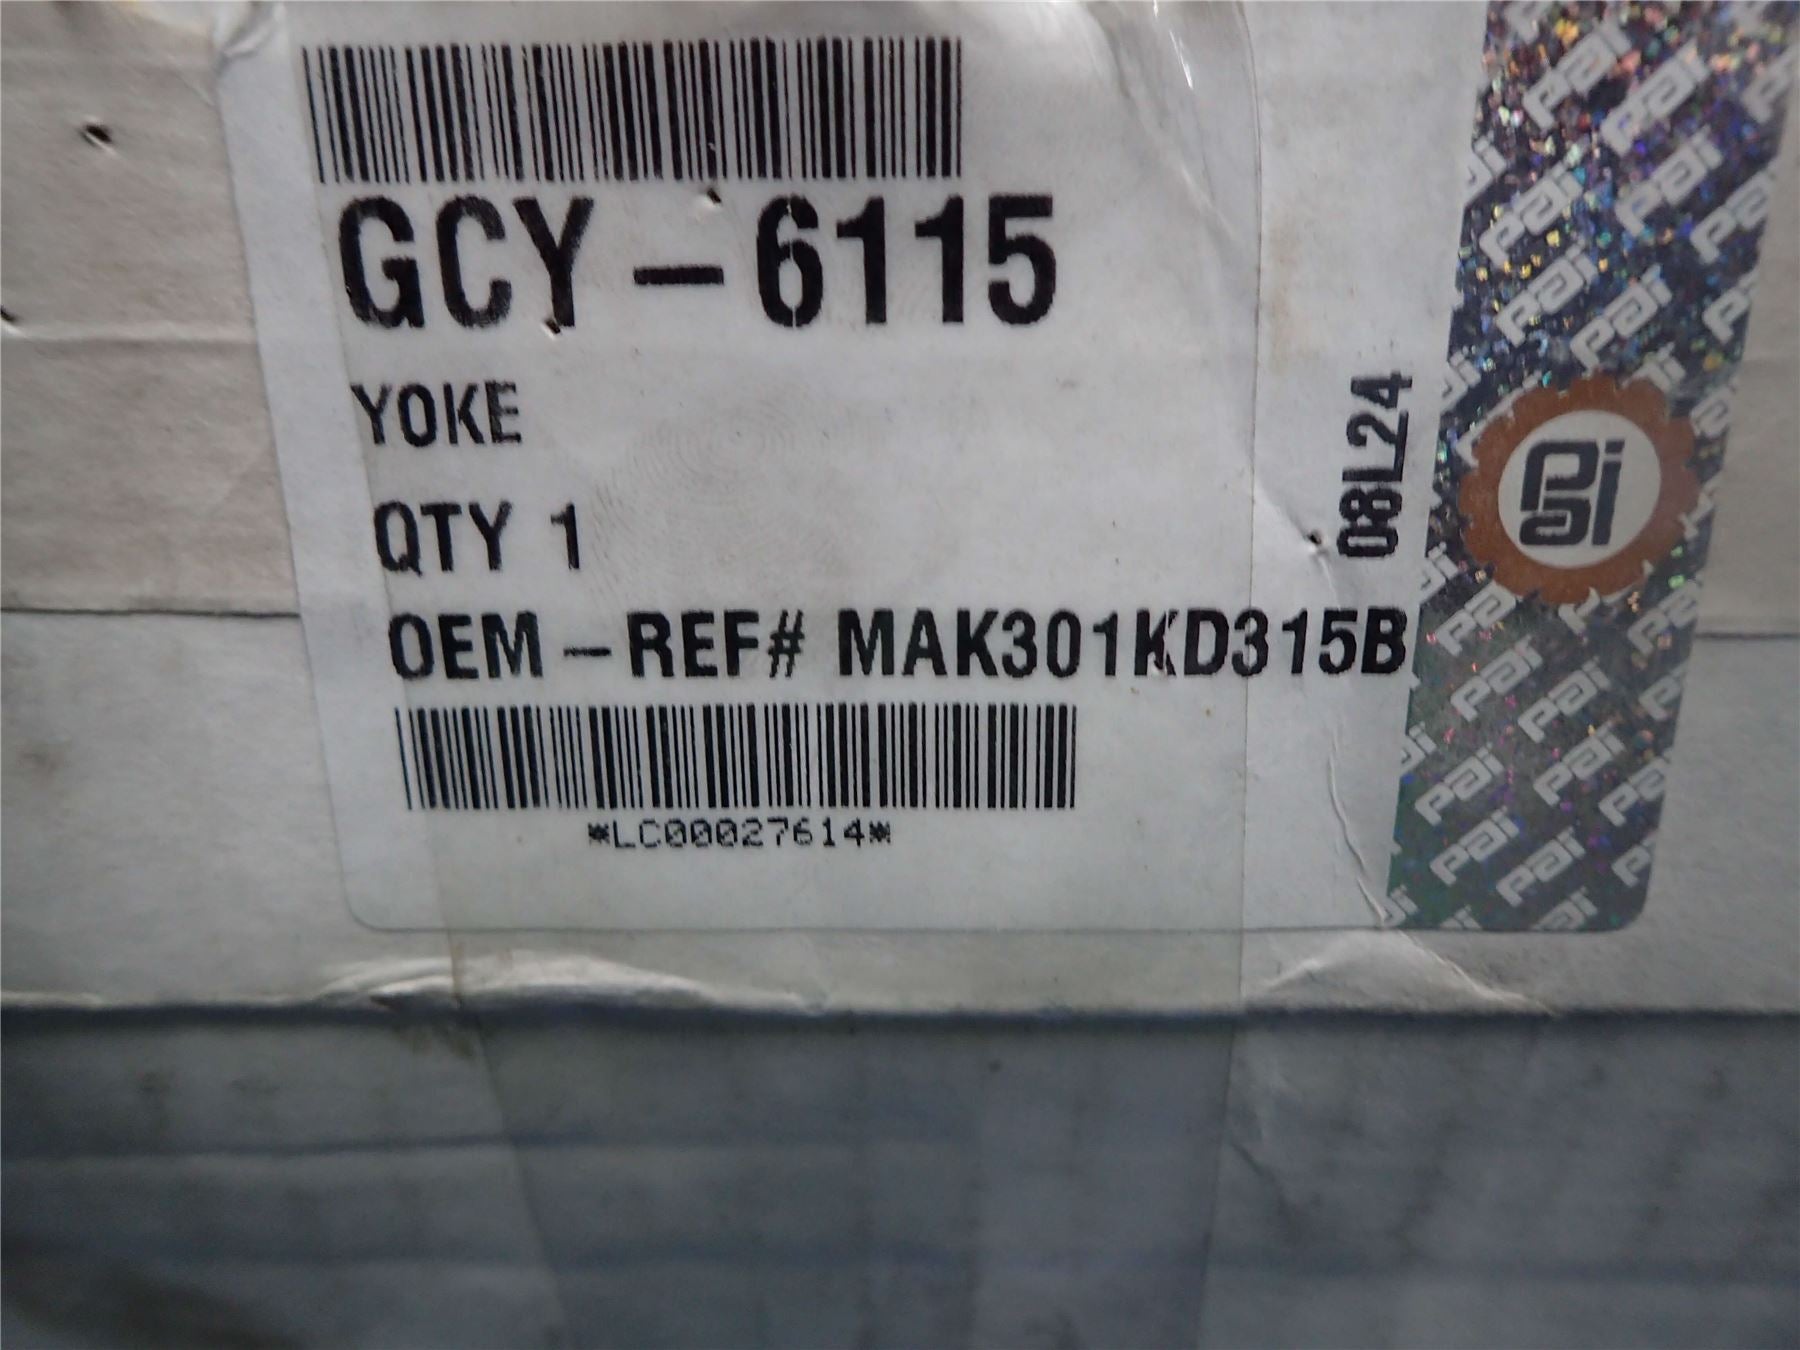 GCY-6115
YOKE
QTY 1
08L24
OEM-REF# MAK301KD315B
*LC00027614*
pai